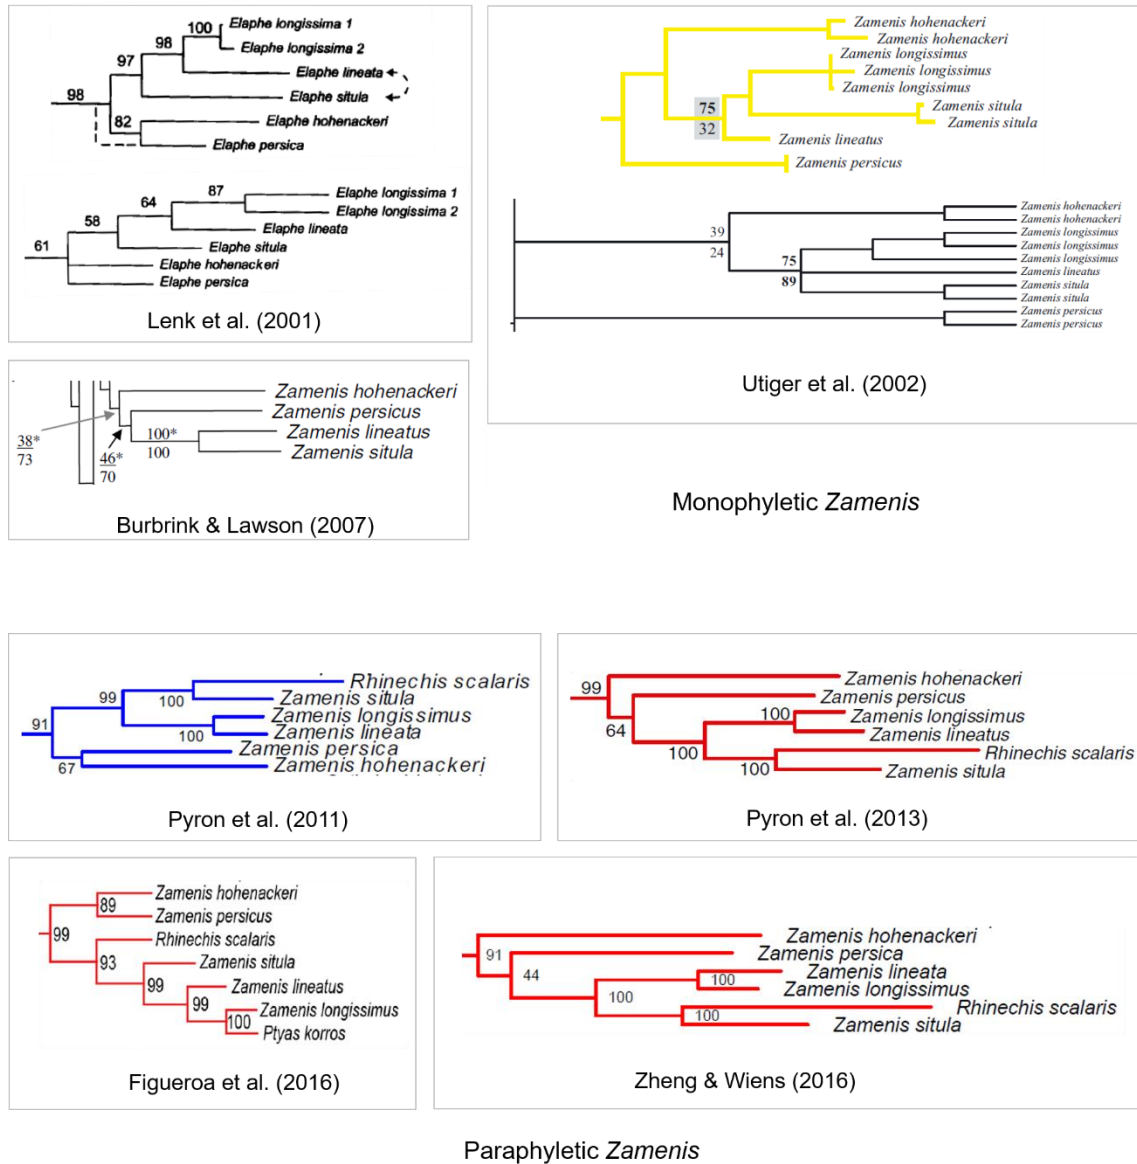 100
Elaphe longissima 1
98
Elaphe longissima 2
97
Elaphe lineata
98
Elaphe situla
82
Elaphe hohenackeri
Elaphe persica
87
Elaphe longissima 1
64
Elaphe longissima 2
58
Elaphe lineata
61
Elaphe situla
Elaphe hohenackeri
Elaphe persica
Lenk et al. (2001)
Zamenis hohenackeri
Zamenis hohenackeri
Zamenis longissimus
Zamenis longissimus
Zamenis longissimus
75
32
Zamenis situla
Zamenis situla
Zamenis lineatus
Zamenis persicus
Zamenis hohenackeri
Zamenis hohenackeri
39
24
Zamenis longissimus
Zamenis longissimus
75
89
Zamenis longissimus
Zamenis lineatus
Zamenis situla
Zamenis situla
Zamenis persicus
Zamenis persicus
Utiger et al. (2002)
Zamenis hohenackeri
Zamenis persicus
38*
73
46*
70
100*
100
Zamenis lineatus
Zamenis situla
Burbrink & Lawson (2007)
Monophyletic Zamenis
Rhinechis scalaris
99
100
Zamenis situla
91
Zamenis longissimus
100
Zamenis lineata
Zamenis persica
67
Zamenis hohenackeri
Pyron et al. (2011)
99
Zamenis hohenackeri
64
Zamenis persicus
100
Zamenis longissimus
100
Zamenis lineatus
100
Rhinechis scalaris
Zamenis situla
Pyron et al. (2013)
Zamenis hohenackeri
89
Zamenis persicus
99
Rhinechis scalaris
93
Zamenis situla
99
Zamenis lineatus
99
Zamenis longissimus
100
Ptyas korros
Figueroa et al. (2016)
Zamenis hohenackeri
91
Zamenis persica
44
Zamenis lineata
100
100
Zamenis longissimus
100
Rhinechis scalaris
Zamenis situla
Zheng & Wiens (2016)
Paraphyletic Zamenis